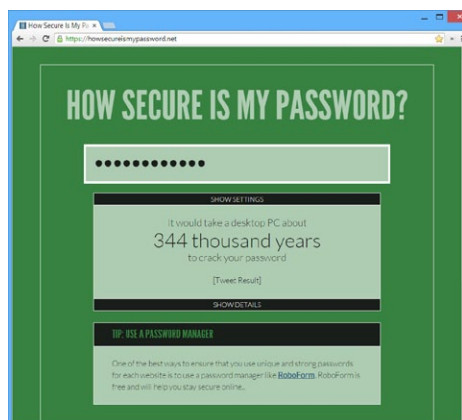 How Secure Is My Pa
https://howsecureismypassword.net
HOW SECURE IS MY PASSWORD?
SHOW SETTINGS
It would take a desktop PC about
344 thousand years
to crack your password
[Tweet Result]
SHOW DETAILS
TIP: USE A PASSWORD MANAGER
One of the best ways to ensure that you use unique and strong passwords
for each website is to use a password manager like RoboForm. RoboForm is
free and will help you stay secure online..